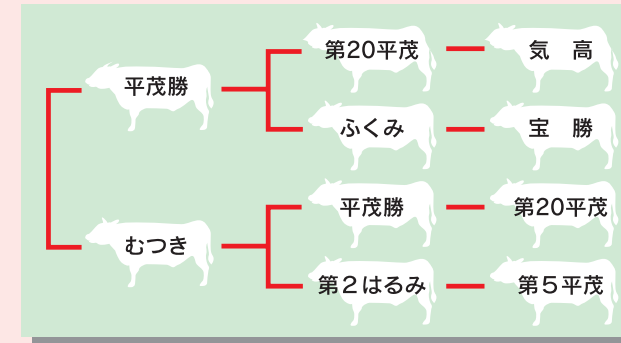 平茂勝
第20平茂
気　高
ふくみ
宝　勝
むつき
平茂勝
第20平茂
第２はるみ
第５平茂